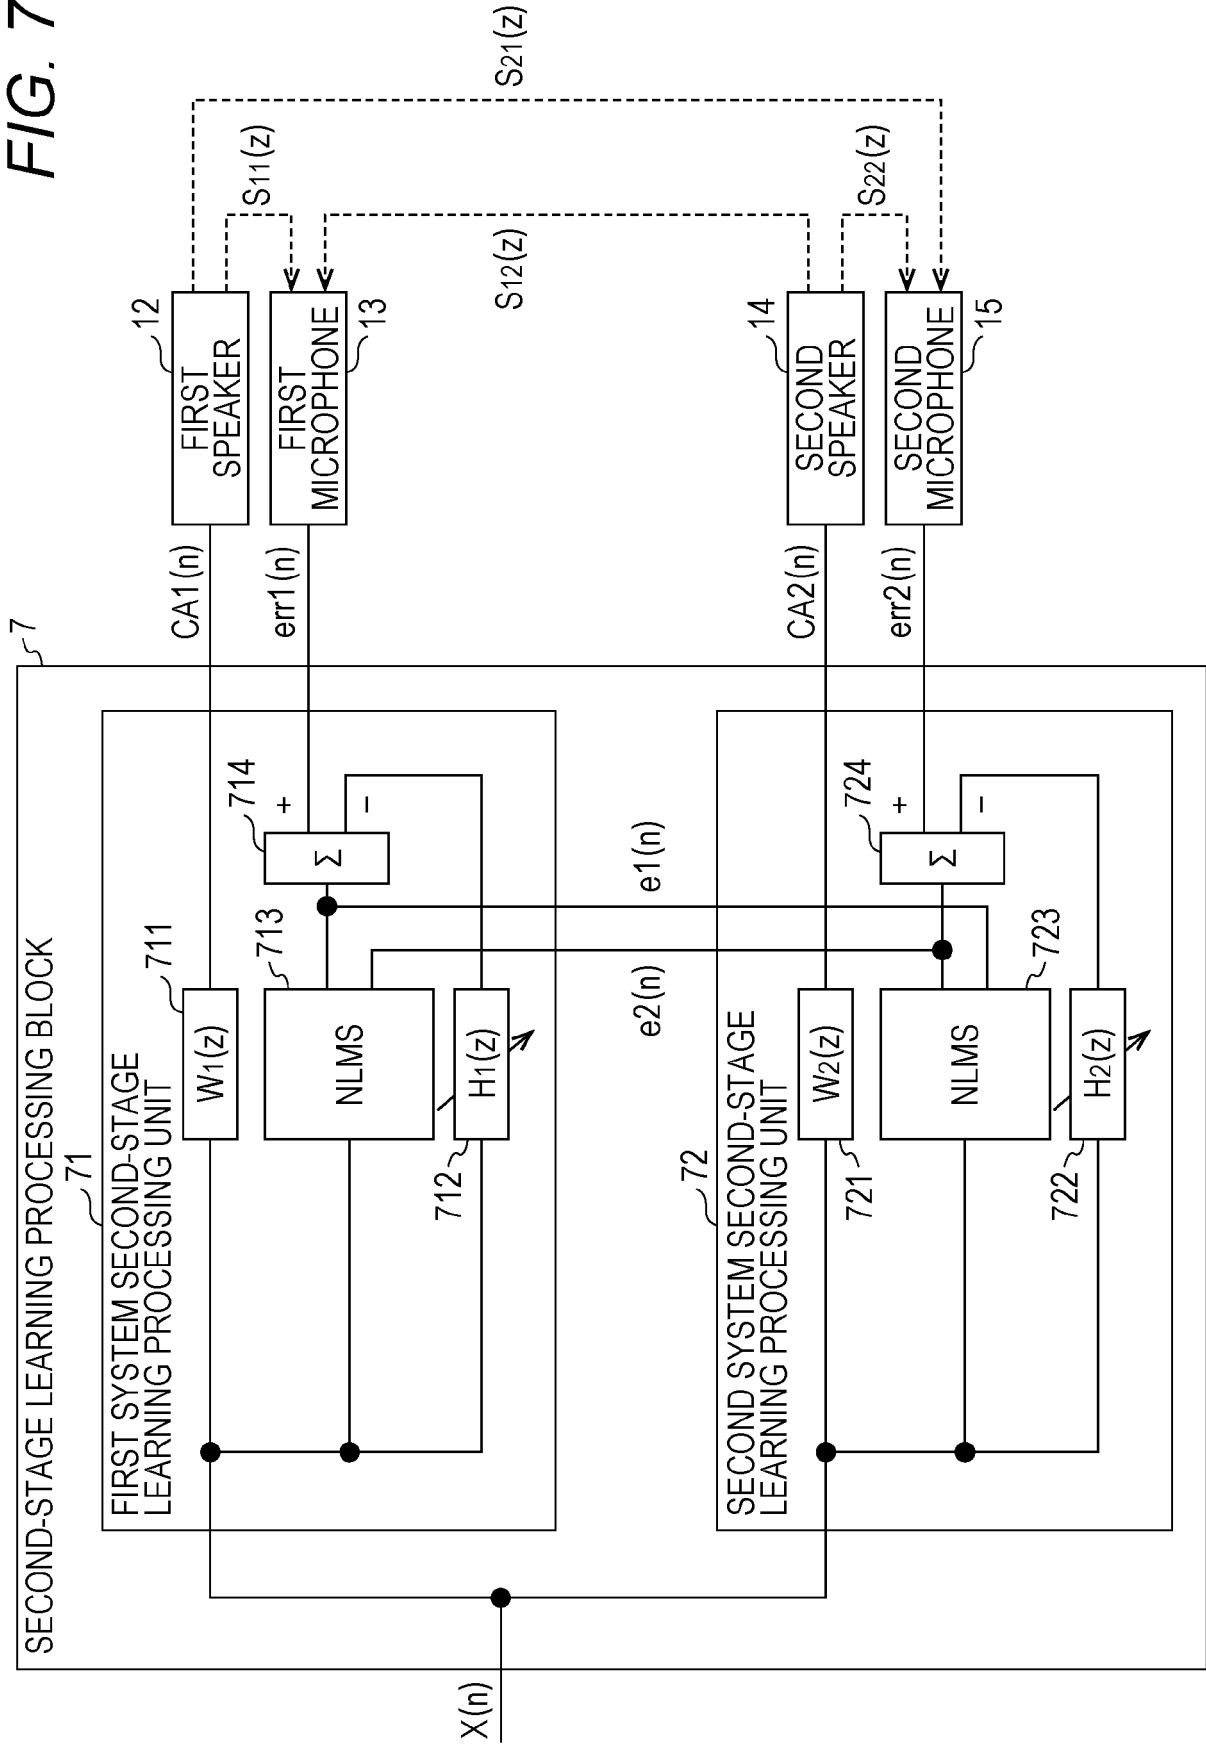 FIG. 7
SECOND-STAGE LEARNING PROCESSING BLOCK
7
71
FIRST SYSTEM SECOND-STAGE
LEARNING PROCESSING UNIT
711
W1(z)
CA1(n)
12
FIRST
SPEAKER
S11(z)
S21(z)
713
NLMS
714
Σ
+
−
err1(n)
FIRST
MICROPHONE
13
712
H1(z)
X(n)
e2(n)
e1(n)
S12(z)
72
SECOND SYSTEM SECOND-STAGE
LEARNING PROCESSING UNIT
W2(z)
721
CA2(n)
14
SECOND
SPEAKER
S22(z)
NLMS
723
724
Σ
+
−
err2(n)
SECOND
MICROPHONE
15
722
H2(z)